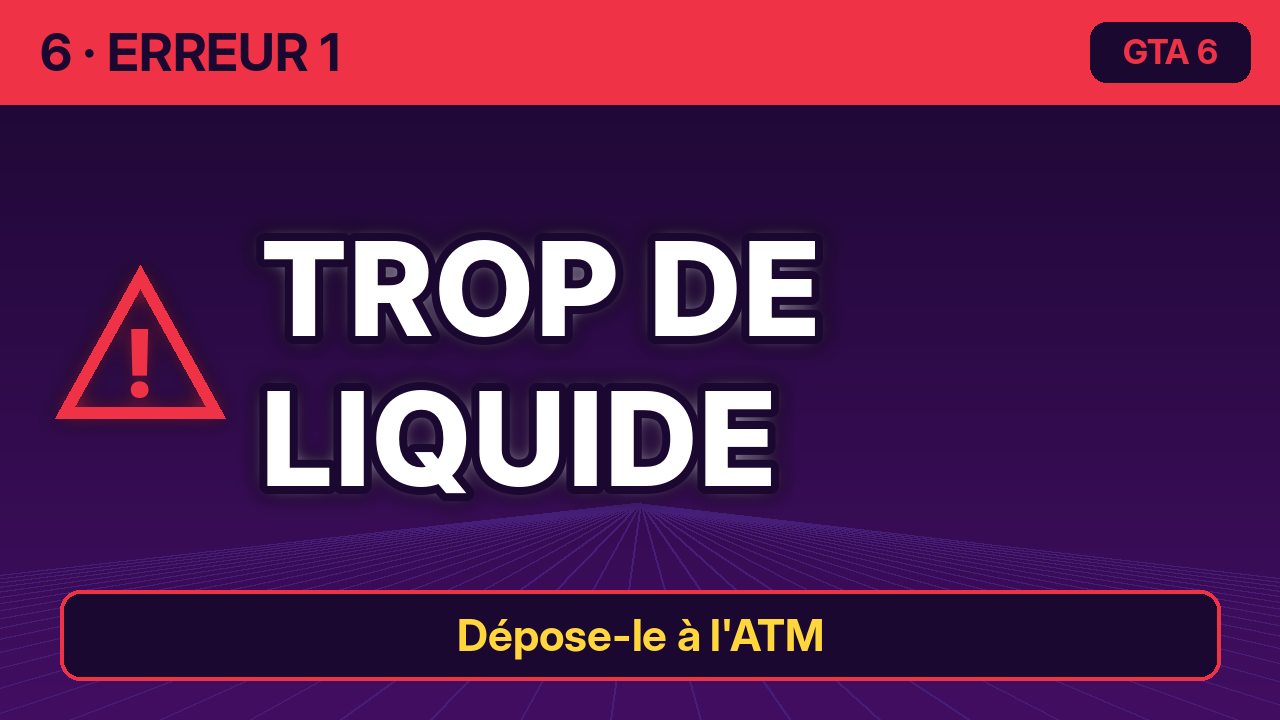 6 · ERREUR 1
GTA 6
TROP DE
LIQUIDE
Dépose-le à l'ATM